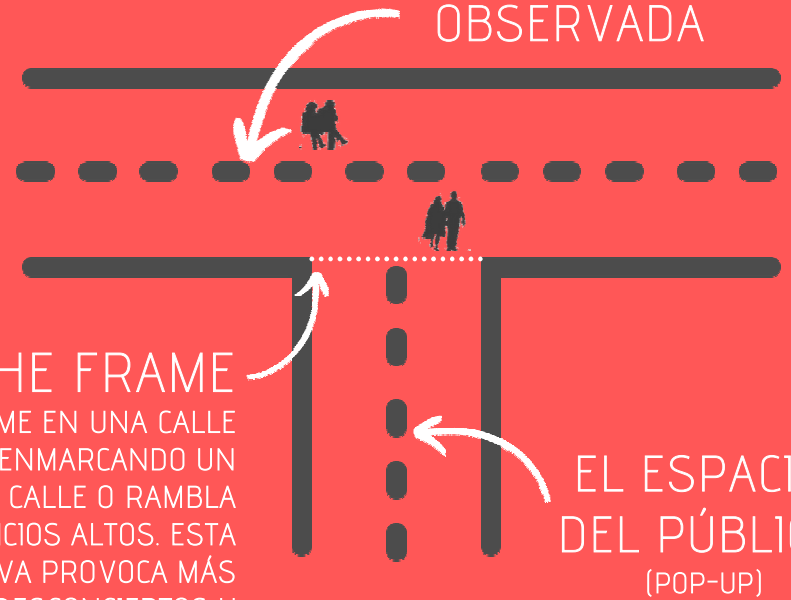 OBSERVADA
HE FRAME
ME EN UNA CALLE
ENMARCANDO UN
CALLE O RAMBLA
ICIOS ALTOS. ESTA
VA PROVOCA MÁS
EL ESPACI
DEL PÚBLIC
(POP-UP)